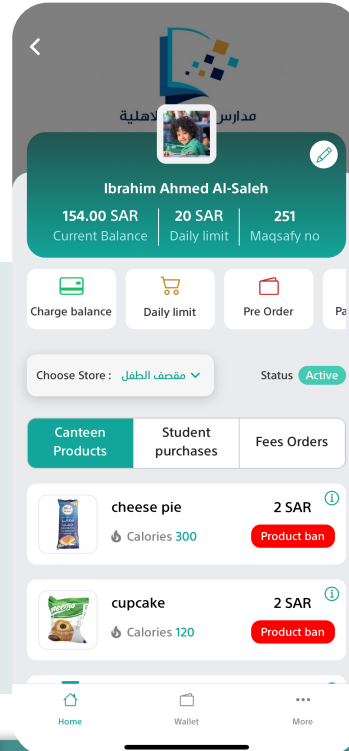 مدارس
لاهلية
Ibrahim Ahmed Al-Saleh
154.00 SAR
20 SAR
251
Current Balance
Daily limit
Maqsafy no
Charge balance
Daily limit
Pre Order
Pa
Choose Store :
مقصف الطفل
Status
Active
Canteen
Products
Student
purchases
Fees Orders
cheese pie
2 SAR
Calories 300
Product ban
cupcake
2 SAR
Calories 120
Product ban
Home
Wallet
More